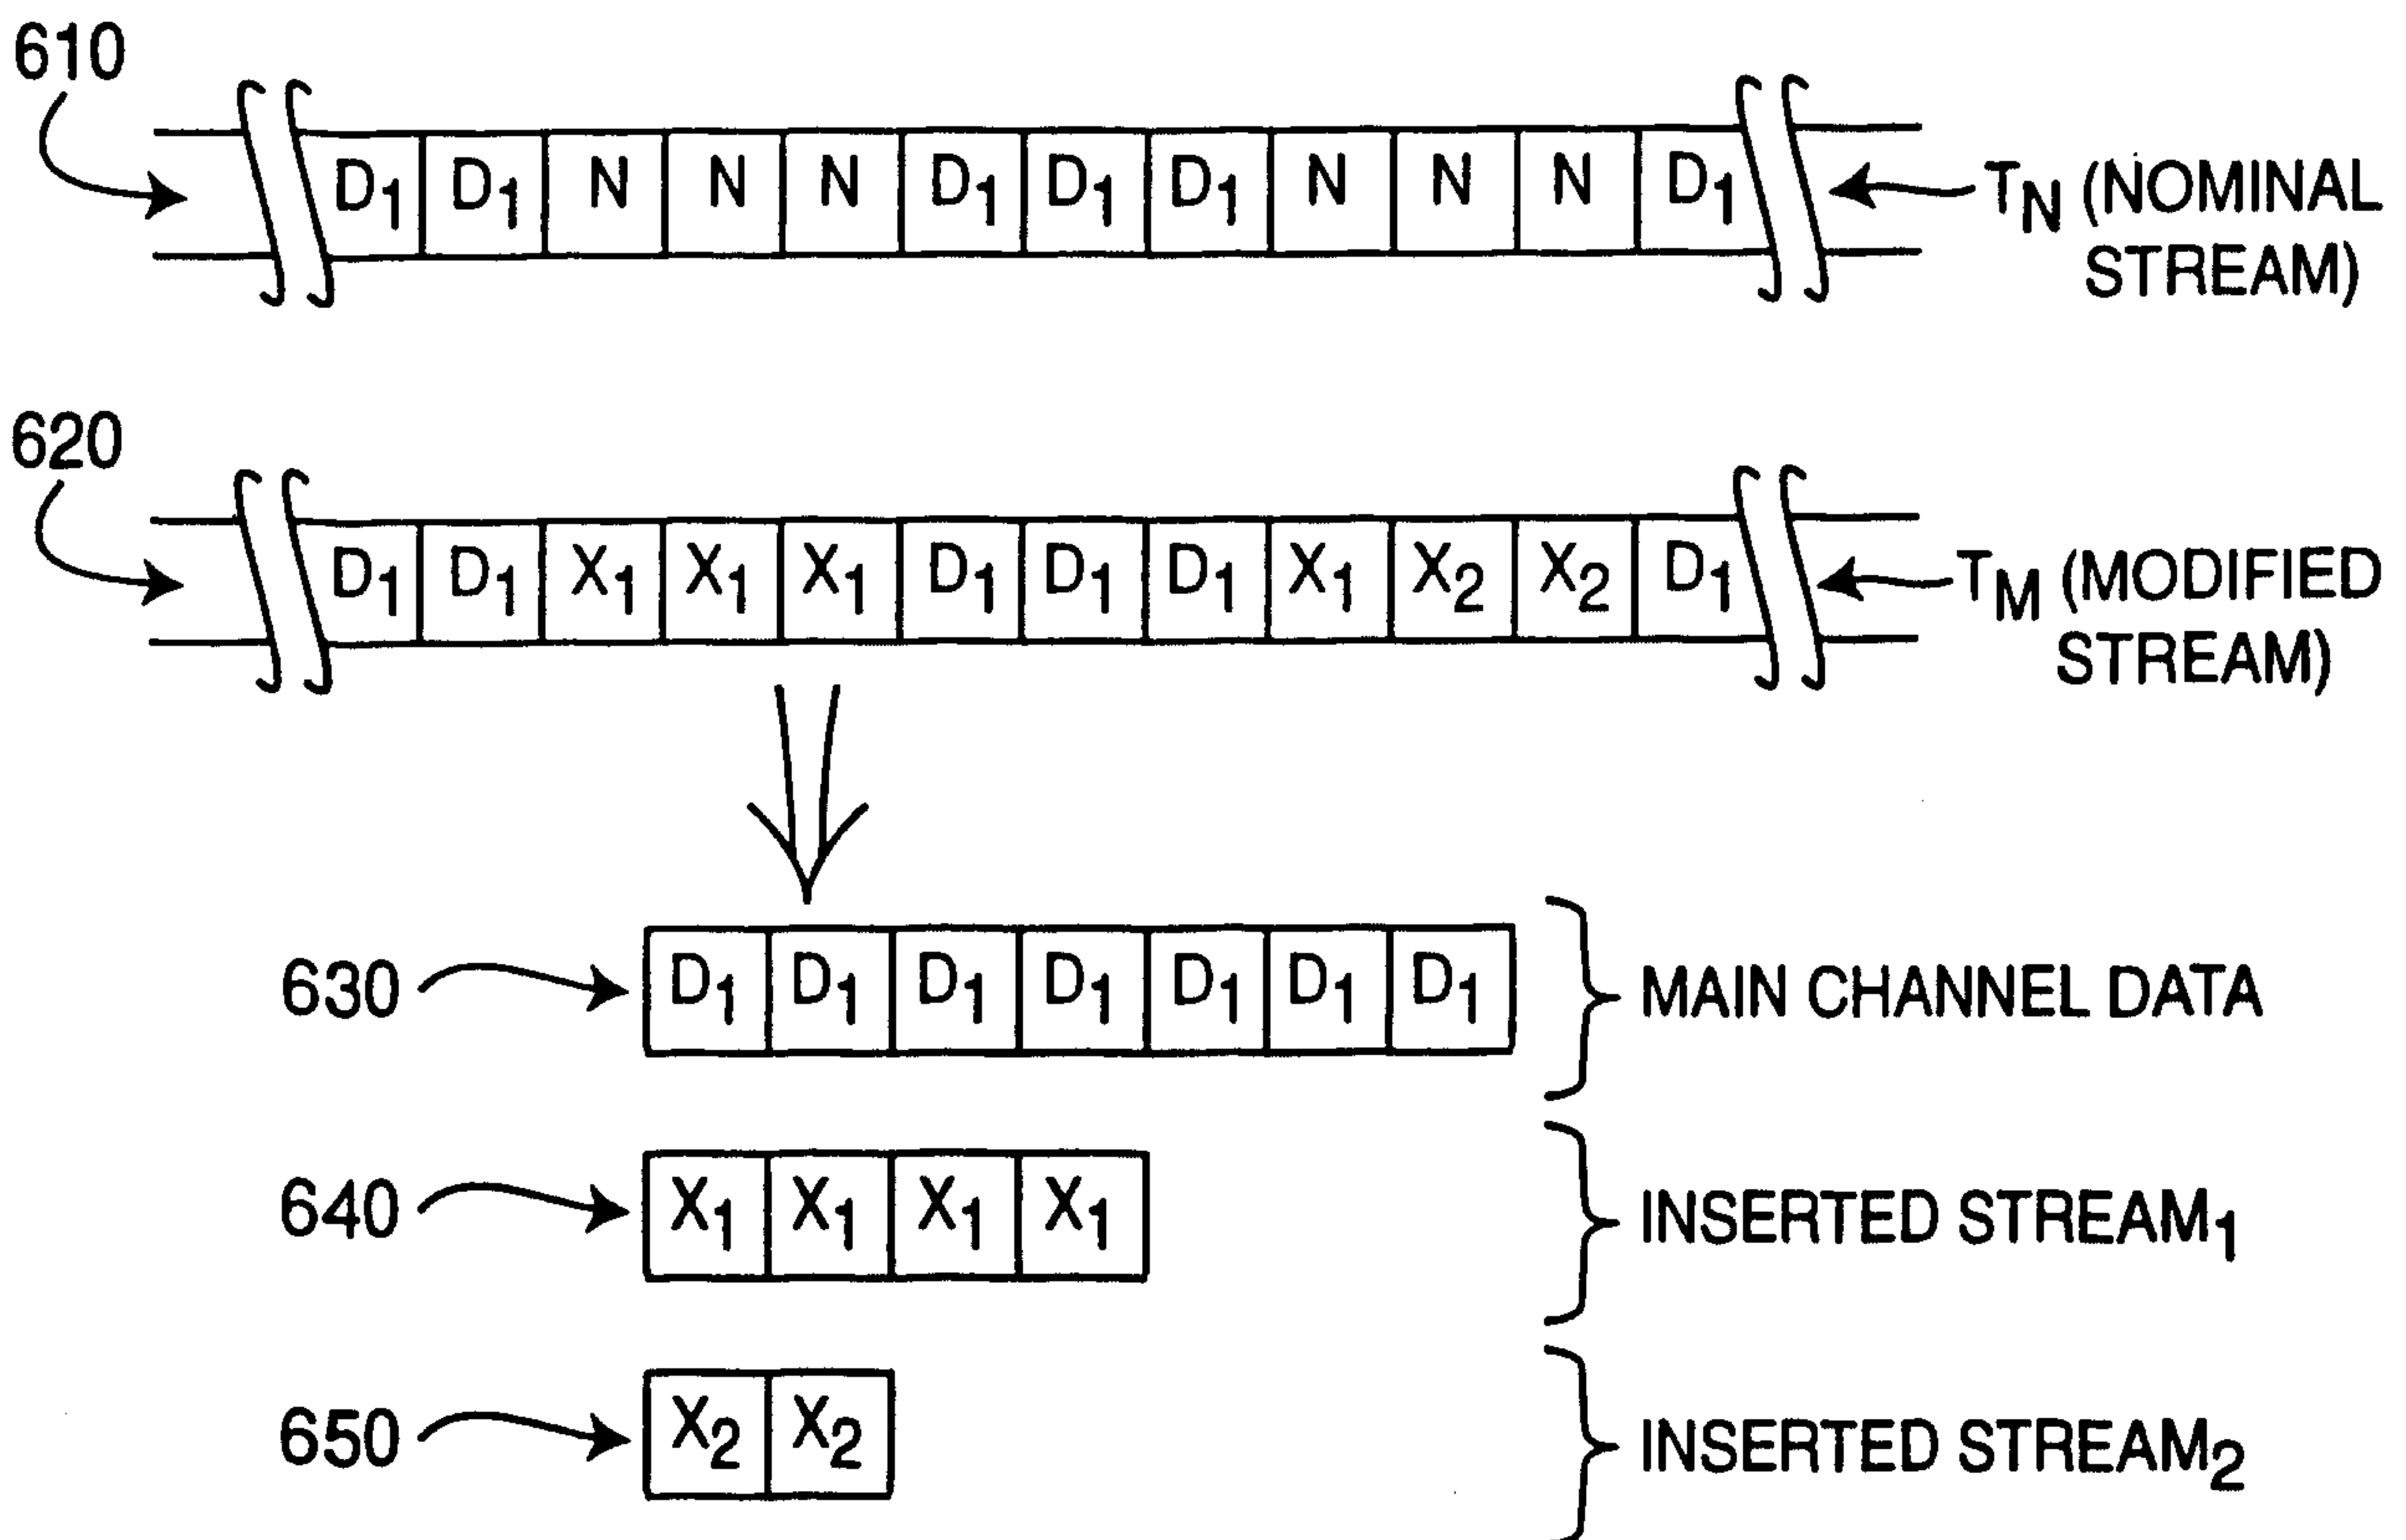 610
D1 D1 N N N D1 D1 D1 N N N D1
TN (NOMINAL
STREAM)
620
D1 D1 X1 X1 X1 D1 D1 D1 X1 X2 X2 D1
TM (MODIFIED
STREAM)
630 D1 D1 D1 D1 D1 D1 D1 MAIN CHANNEL DATA
640 X1 X1 X1 X1 INSERTED STREAM1
650 X2 X2 INSERTED STREAM2